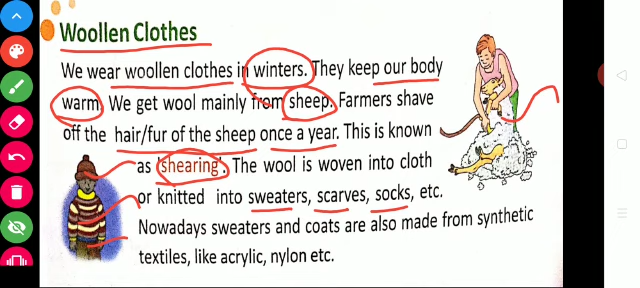 Woollen Clothes
We wear woollen clothes in winters. They keep our body
warm. We get wool mainly from sheep. Farmers shave
off the hair/fur of the sheep once a year. This is known
as 'shearing'. The wool is woven into cloth
or knitted into sweaters, scarves, socks, etc.
Nowadays sweaters and coats are also made from synthetic
textiles, like acrylic, nylon etc.